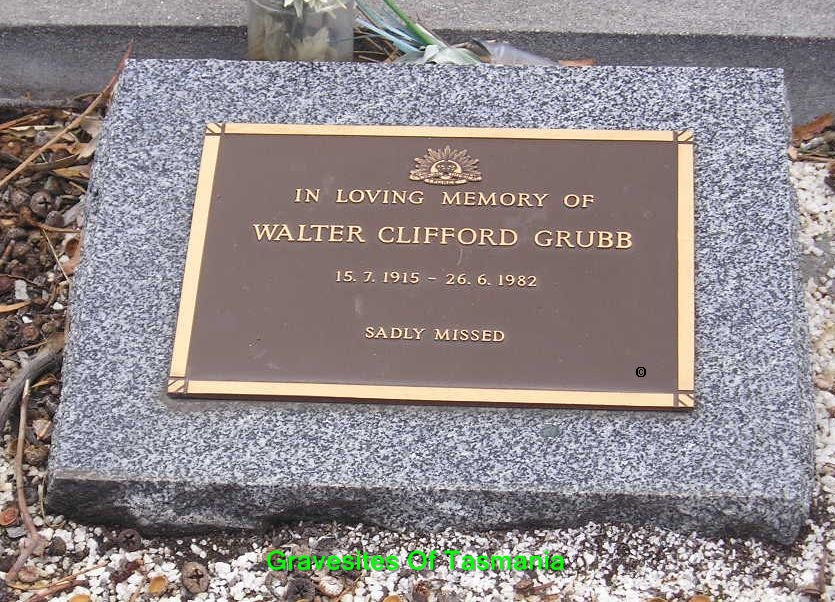 IN LOVING MEMORY OF
WALTER CLIFFORD GRUBB
15. 7. 1915 - 26. 6. 1982
SADLY MISSED
©
Gravesites Of Tasmania